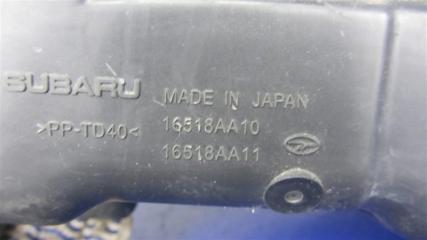 SUBARU
MADE IN JAPAN
>PP-TD40<
16518AA10
16518AA11